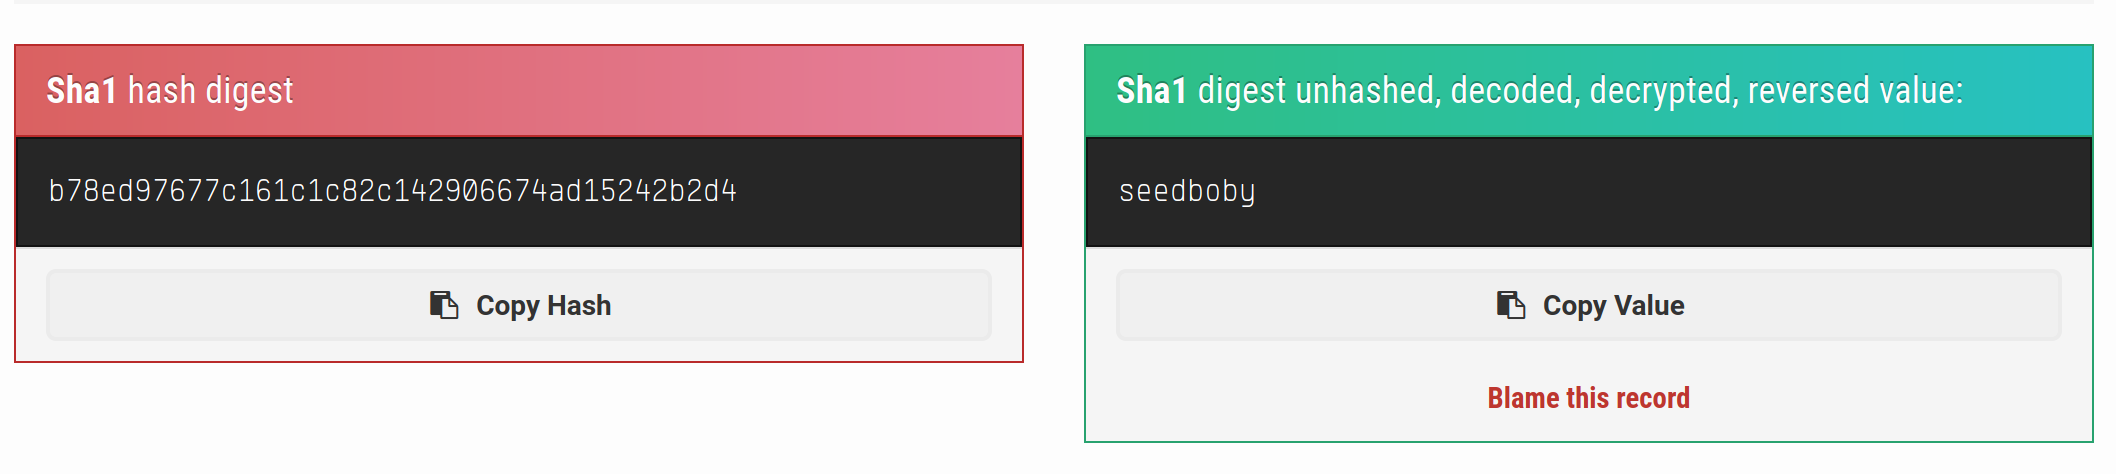 Sha1 hash digest
b78ed97677c161c1c82c142906674ad15242b2d4
Copy Hash
Sha1 digest unhashed, decoded, decrypted, reversed value:
seedboby
Copy Value
Blame this record